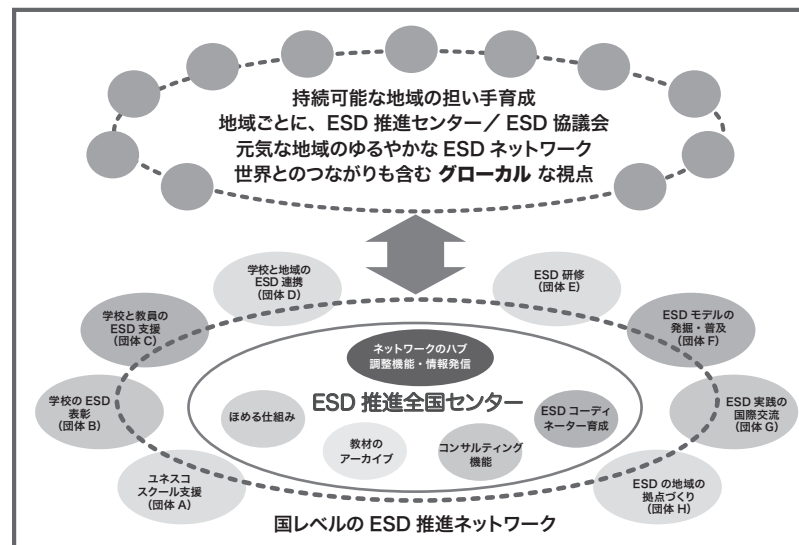 持続可能な地域の担い手育成
地域ごとに、ESD 推進センター／ ESD 協議会
元気な地域のゆるやかな ESD ネットワーク
世界とのつながりも含む グローカル な視点
学校と地域の
ESD 連携
(団体 D)
ESD 研修
(団体 E)
学校と教員の
ESD 支援
(団体 C)
ESD モデルの
発掘・普及
(団体 F)
ネットワークのハブ
調整機能・情報発信
学校の ESD
表彰
(団体 B)
ESD 推進全国センター
ESD 実践の
国際交流
(団体 G)
ほめる仕組み
ESD コーディ
ネーター育成
教材の
アーカイブ
コンサルティング
機能
ユネスコ
スクール支援
(団体 A)
ESD の地域の
拠点づくり
(団体 H)
国レベルの ESD 推進ネットワーク